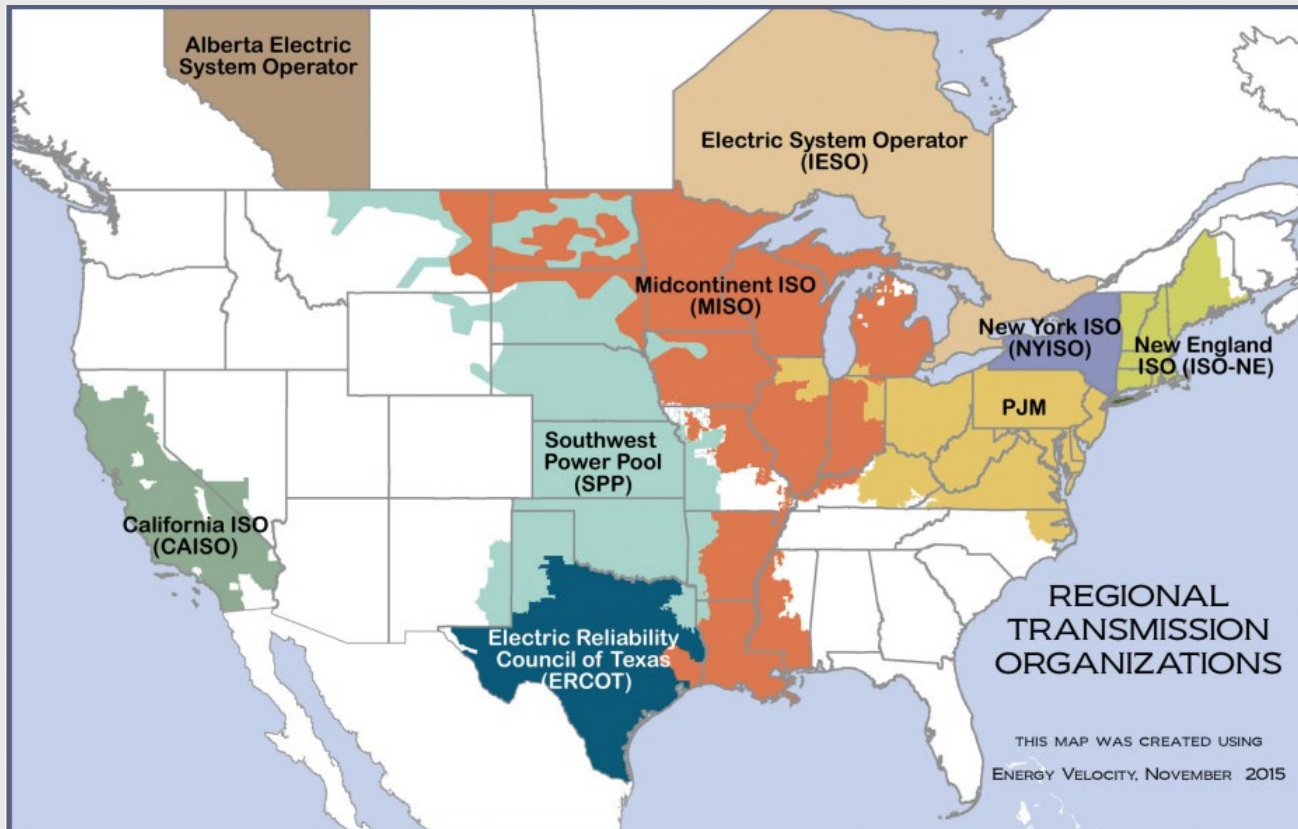 Alberta Electric
System Operator
Electric System Operator
(IESO)
Midcontinent ISO
(MISO)
New York ISO
(NYISO)
New England
ISO (ISO-NE)
PJM
Southwest
Power Pool
(SPP)
California ISO
(CAISO)
Electric Reliability
Council of Texas
(ERCOT)
REGIONAL
TRANSMISSION
ORGANIZATIONS
THIS MAP WAS CREATED USING
ENERGY VELOCITY, NOVEMBER 2015